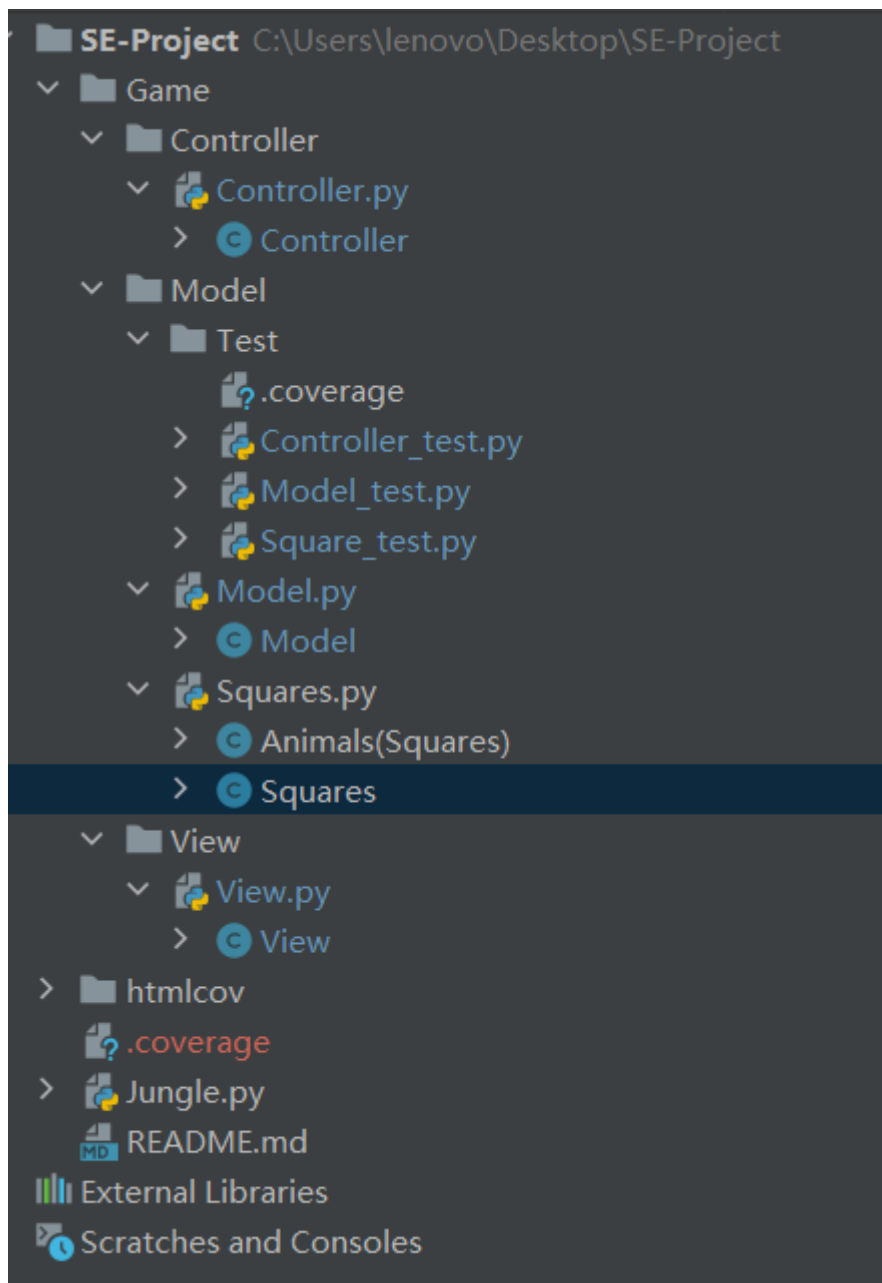 SE-Project C:\Users\lenovo\Desktop\SE-Project
Game
Controller
Controller.py
C Controller
Model
Test
.coverage
Controller_test.py
Model_test.py
Square_test.py
Model.py
C Model
Squares.py
C Animals(Squares)
C Squares
View
View.py
C View
htmlcov
.coverage
Jungle.py
MD README.md
External Libraries
Scratches and Consoles